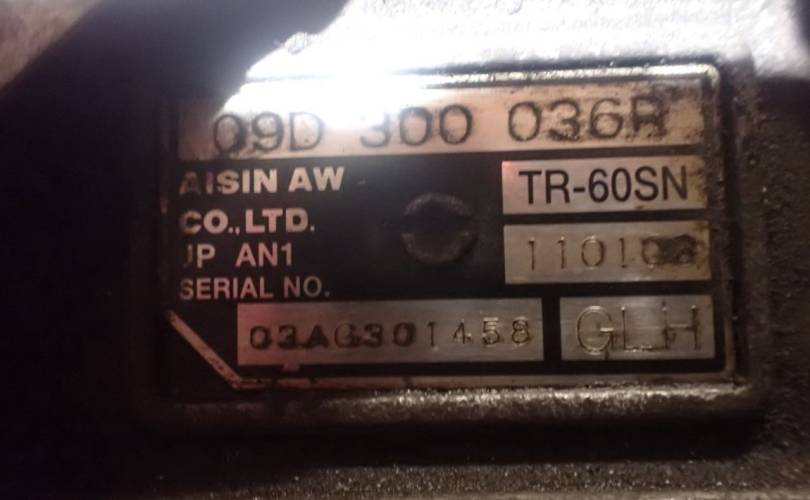 09D 300 036R
AISIN AW
CO.,LTD.
JP AN1
TR-60SN
SERIAL NO.
03AG301458
GLH